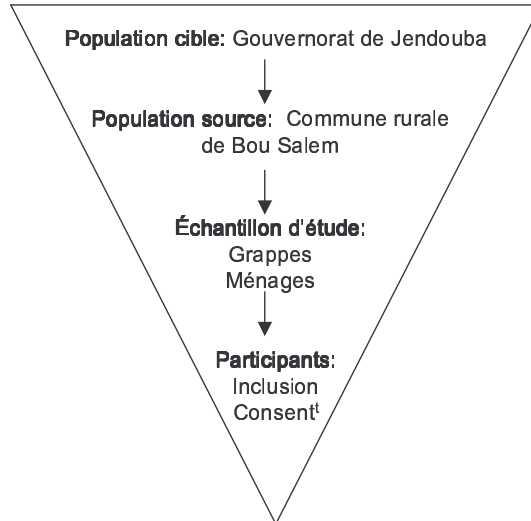 Population cible: Gouvernorat de Jendouba
Population source: Commune rurale
de Bou Salem
Échantillon d'étude:
Grappes
Ménages
Participants:
Inclusion
Consentᵗ